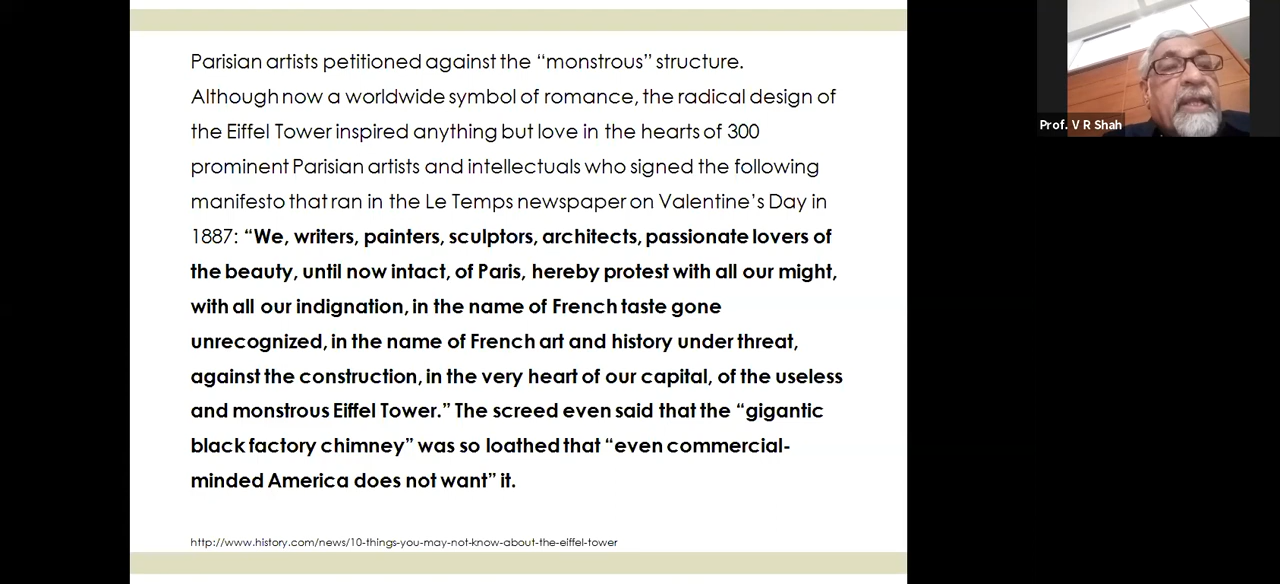 Parisian artists petitioned against the “monstrous” structure.
Although now a worldwide symbol of romance, the radical design of
the Eiffel Tower inspired anything but love in the hearts of 300
prominent Parisian artists and intellectuals who signed the following
manifesto that ran in the Le Temps newspaper on Valentine’s Day in
1887: “We, writers, painters, sculptors, architects, passionate lovers of
the beauty, until now intact, of Paris, hereby protest with all our might,
with all our indignation, in the name of French taste gone
unrecognized, in the name of French art and history under threat,
against the construction, in the very heart of our capital, of the useless
and monstrous Eiffel Tower.” The screed even said that the “gigantic
black factory chimney” was so loathed that “even commercial-
minded America does not want” it.
http://www.history.com/news/10-things-you-may-not-know-about-the-eiffel-tower
Prof. V R Shah